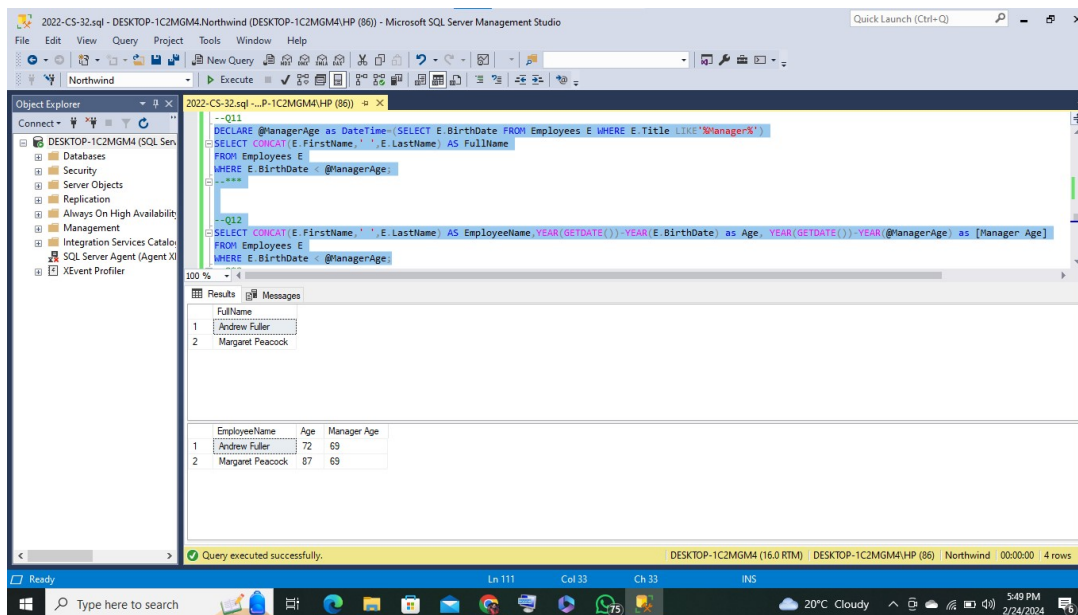 2022-CS-32.sql - DESKTOP-1C2MGM4.Northwind (DESKTOP-1C2MGM4\HP (86)) - Microsoft SQL Server Management Studio
Quick Launch (Ctrl+Q)
File Edit View Query Project Tools Window Help
New Query
Northwind Execute
Object Explorer
2022-CS-32.sql -...P-1C2MGM4\HP (86))
Connect
DESKTOP-1C2MGM4 (SQL Serv
Databases
Security
Server Objects
Replication
Always On High Availability
Management
Integration Services Catalo
SQL Server Agent (Agent XI
XEvent Profiler
--Q11
DECLARE @ManagerAge as DateTime=(SELECT E.BirthDate FROM Employees E WHERE E.Title LIKE'%Manager%')
SELECT CONCAT(E.FirstName,' ',E.LastName) AS FullName
FROM Employees E
WHERE E.BirthDate < @ManagerAge;
--***
--Q12
SELECT CONCAT(E.FirstName,' ',E.LastName) AS EmployeeName,YEAR(GETDATE())-YEAR(E.BirthDate) as Age, YEAR(GETDATE())-YEAR(@ManagerAge) as [Manager Age]
FROM Employees E
WHERE E.BirthDate < @ManagerAge;
100 %
Results Messages
FullName
1 Andrew Fuller
2 Margaret Peacock
EmployeeName Age Manager Age
1 Andrew Fuller 72 69
2 Margaret Peacock 87 69
Query executed successfully.
DESKTOP-1C2MGM4 (16.0 RTM) DESKTOP-1C2MGM4\HP (86) Northwind 00:00:00 4 rows
Ready Ln 111 Col 33 Ch 33 INS
Type here to search
75
20°C Cloudy
5:49 PM
2/24/2024
6